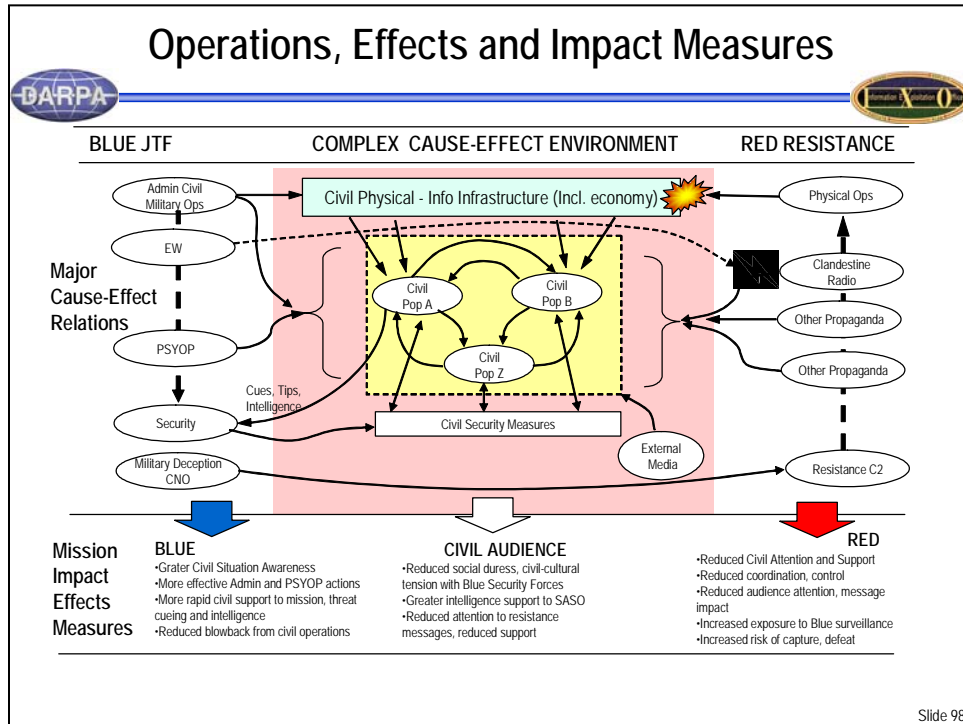 Operations, Effects and Impact Measures
DARPA
Information Exploitation Office
I X O
BLUE JTF
COMPLEX CAUSE-EFFECT ENVIRONMENT
RED RESISTANCE
Admin Civil
Military Ops
Civil Physical - Info Infrastructure (Incl. economy)
Physical Ops
EW
Major
Cause-Effect
Relations
Civil
Pop A
Civil
Pop B
Clandestine
Radio
Other Propaganda
PSYOP
Civil
Pop Z
Other Propaganda
Cues, Tips,
Intelligence
Security
Civil Security Measures
External
Media
Military Deception
CNO
Resistance C2
Mission
Impact
Effects
Measures
BLUE
•Grater Civil Situation Awareness
•More effective Admin and PSYOP actions
•More rapid civil support to mission, threat
cueing and intelligence
•Reduced blowback from civil operations
CIVIL AUDIENCE
•Reduced social duress, civil-cultural
tension with Blue Security Forces
•Greater intelligence support to SASO
•Reduced attention to resistance
messages, reduced support
RED
•Reduced Civil Attention and Support
•Reduced coordination, control
•Reduced audience attention, message
impact
•Increased exposure to Blue surveillance
•Increased risk of capture, defeat
Slide 98